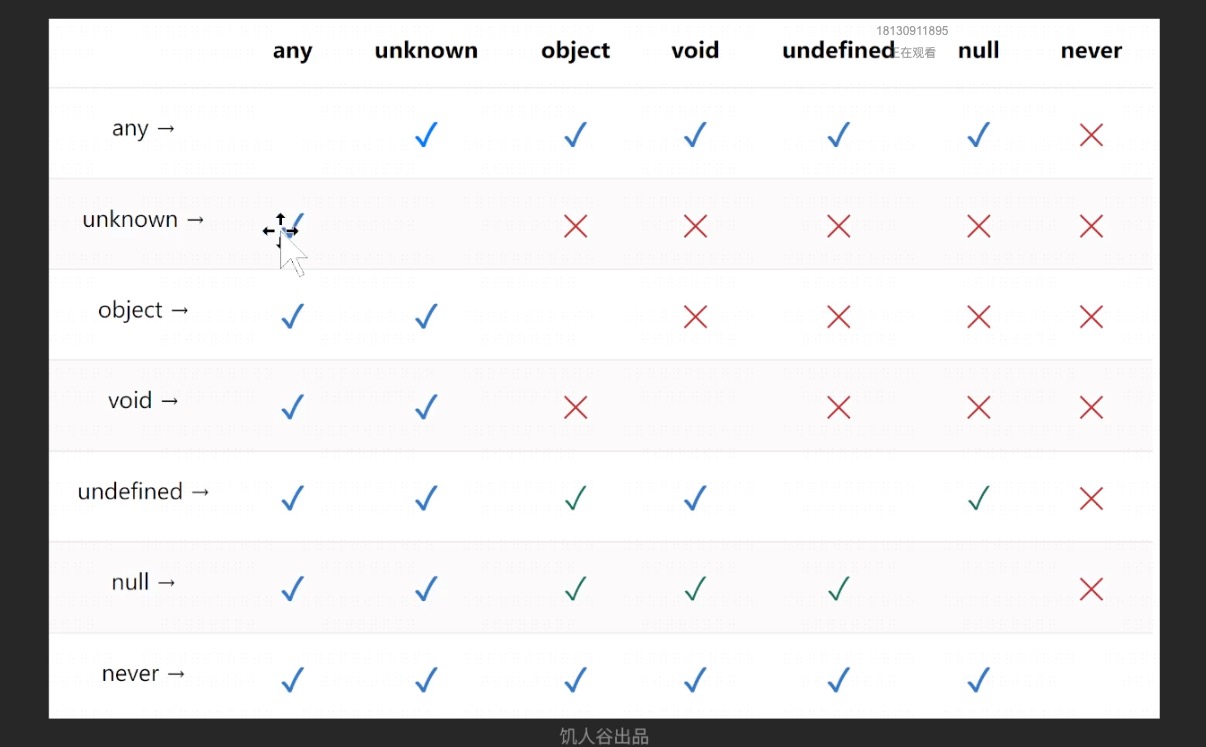 18130911895
any unknown object void undefined null never
正在观看
any → ✓ ✓ ✓ ✓ ✓ ✕
unknown → ✓ ✕ ✕ ✕ ✕ ✕
object → ✓ ✓ ✕ ✕ ✕ ✕
void → ✓ ✓ ✕ ✕ ✕ ✕
undefined → ✓ ✓ ✓ ✓ ✓ ✕
null → ✓ ✓ ✓ ✓ ✓ ✕
never → ✓ ✓ ✓ ✓ ✓ ✓
饥人谷出品